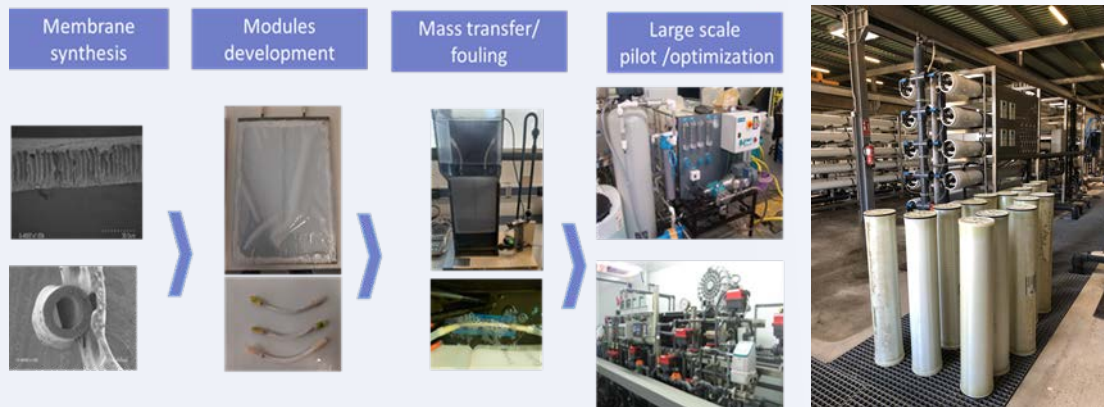 Membrane
synthesis
Modules
development
Mass transfer/
fouling
Large scale
pilot /optimization